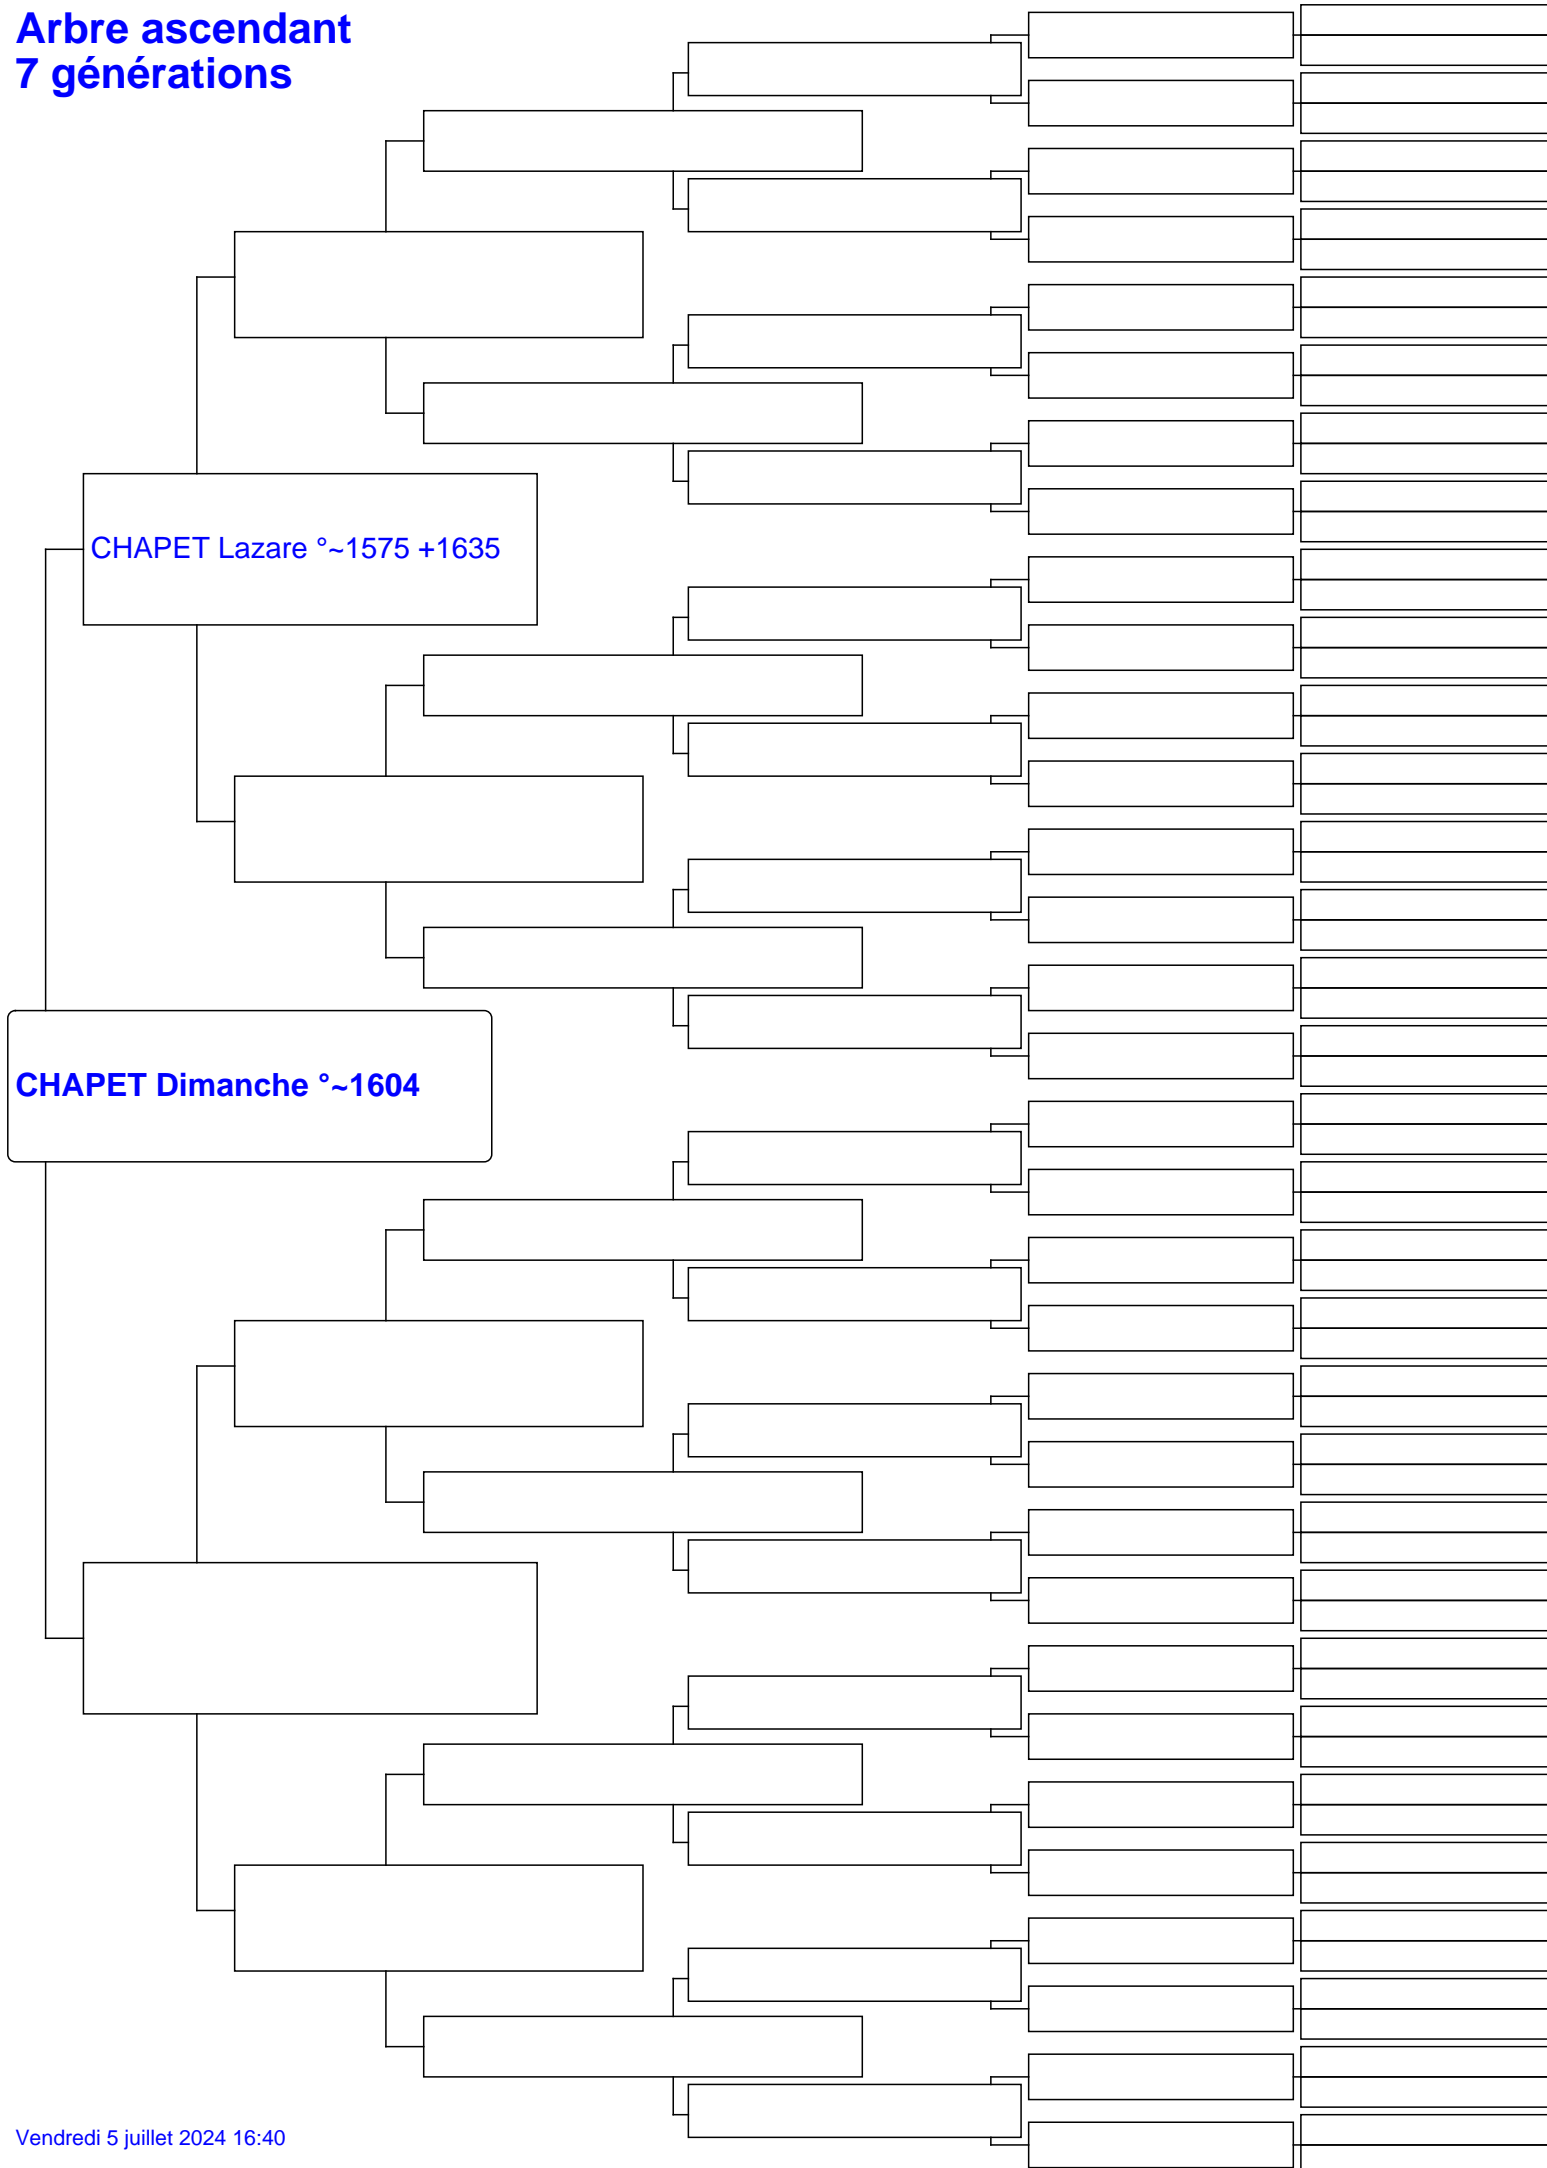 Arbre ascendant
7 générations
CHAPET Lazare °~1575 +1635
CHAPET Dimanche °~1604
Vendredi 5 juillet 2024 16:40